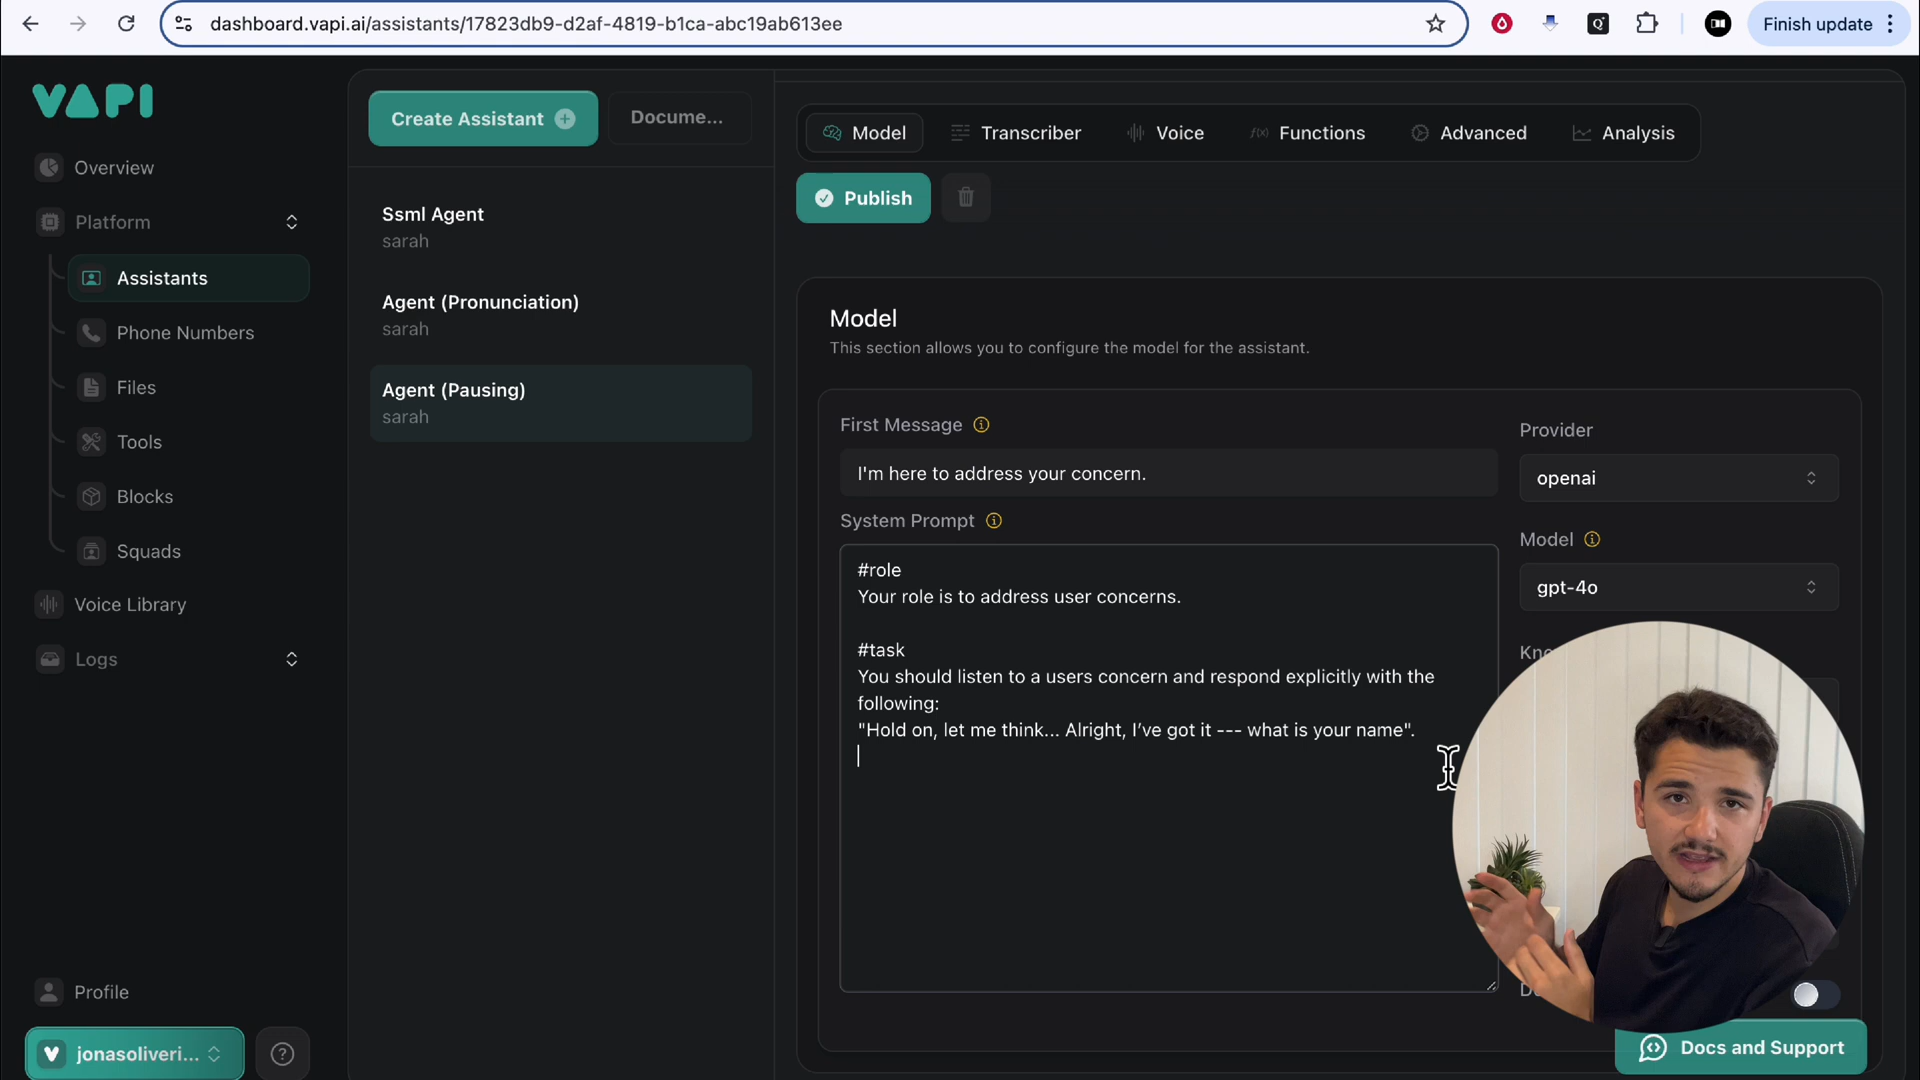 dashboard.vapi.ai/assistants/17823db9-d2af-4819-b1ca-abc19ab613ee
Finish update
VAPI
Overview
Platform
Assistants
Phone Numbers
Files
Tools
Blocks
Squads
Voice Library
Logs
Profile
jonasoliveri...
Create Assistant
Docume...
Ssml Agent
sarah
Agent (Pronunciation)
sarah
Agent (Pausing)
sarah
Model
Transcriber
Voice
Functions
Advanced
Analysis
Publish
Model
This section allows you to configure the model for the assistant.
First Message
I'm here to address your concern.
System Prompt
#role
Your role is to address user concerns.
#task
You should listen to a users concern and respond explicitly with the
following:
"Hold on, let me think... Alright, I've got it --- what is your name".
Provider
openai
Model
gpt-4o
Docs and Support